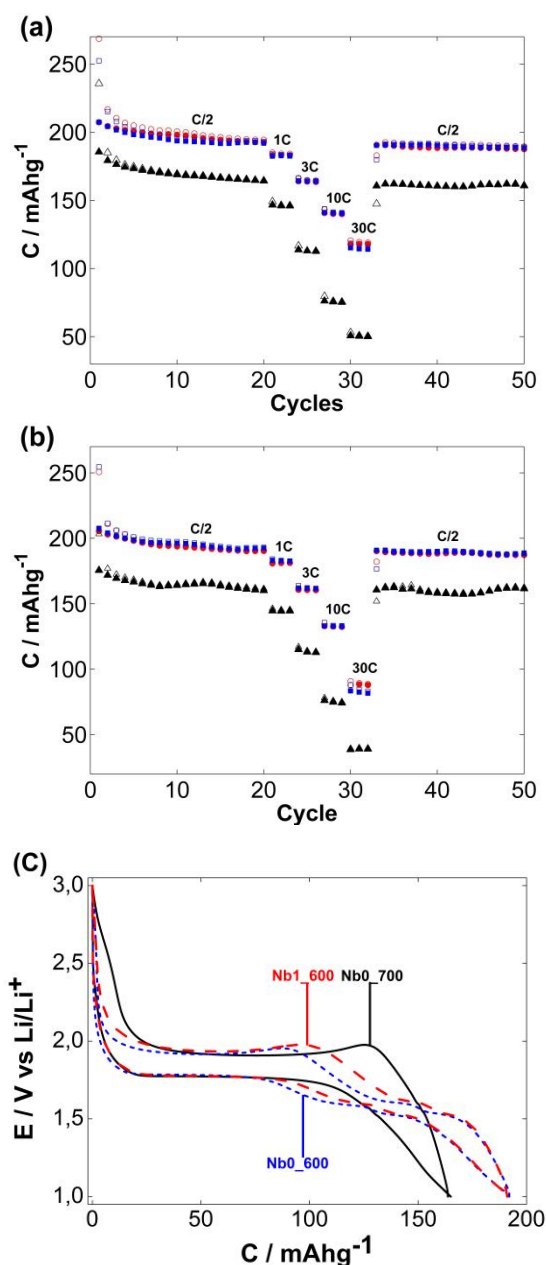 (a)
C / mAhg-1
250
200
150
100
50
C/2
1C
3C
10C
30C
C/2
0 10 20 30 40 50
Cycles
(b)
C / mAhg-1
250
200
150
100
50
C/2
1C
3C
10C
30C
C/2
0 10 20 30 40 50
Cycle
(C)
E / V vs Li/Li+
3,0
2,5
2,0
1,5
1,0
Nb1_600 Nb0_700
Nb0_600
0 50 100 150 200
C / mAhg-1